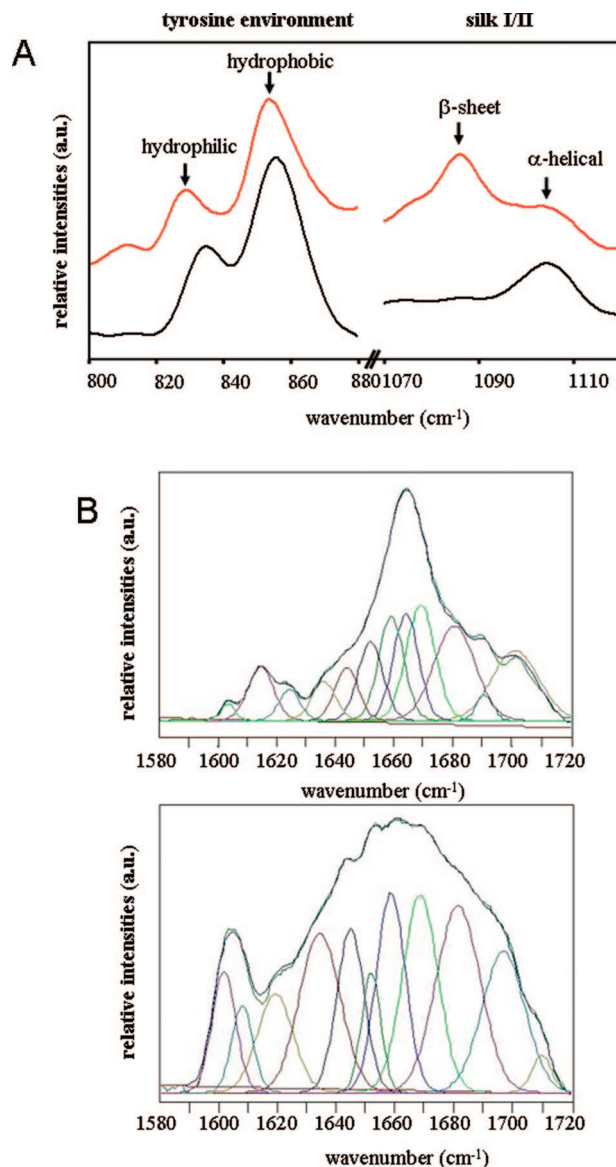 tyrosine environment silk I/II
A
hydrophobic
β-sheet
hydrophilic
α-helical
relative intensities (a.u.)
800 820 840 860 880 1070 1090 1110
wavenumber (cm-1)
B
relative intensities (a.u.)
1580 1600 1620 1640 1660 1680 1700 1720
wavenumber (cm-1)
relative intensities (a.u.)
1580 1600 1620 1640 1660 1680 1700 1720
wavenumber (cm-1)